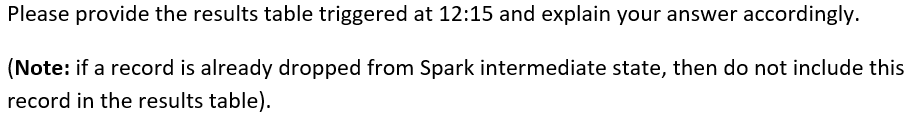 Please provide the results table triggered at 12:15 and explain your answer accordingly.
(Note: if a record is already dropped from Spark intermediate state, then do not include this
record in the results table).